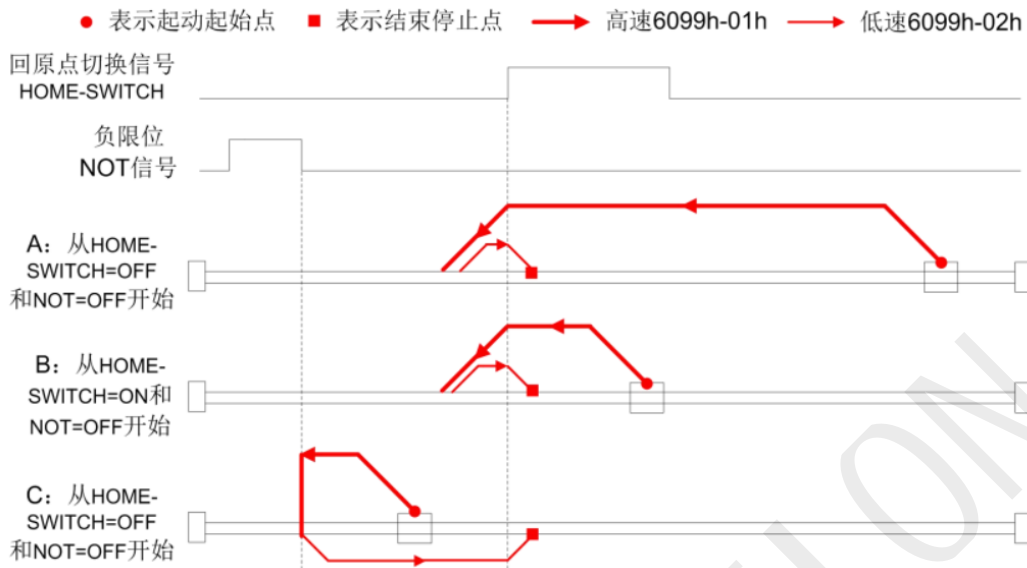 表示起动起始点 表示结束停止点 高速6099h-01h 低速6099h-02h
回原点切换信号
HOME-SWITCH
负限位
NOT信号
A：从HOME-
SWITCH=OFF
和NOT=OFF开始
B：从HOME-
SWITCH=ON和
NOT=OFF开始
C：从HOME-
SWITCH=OFF
和NOT=OFF开始